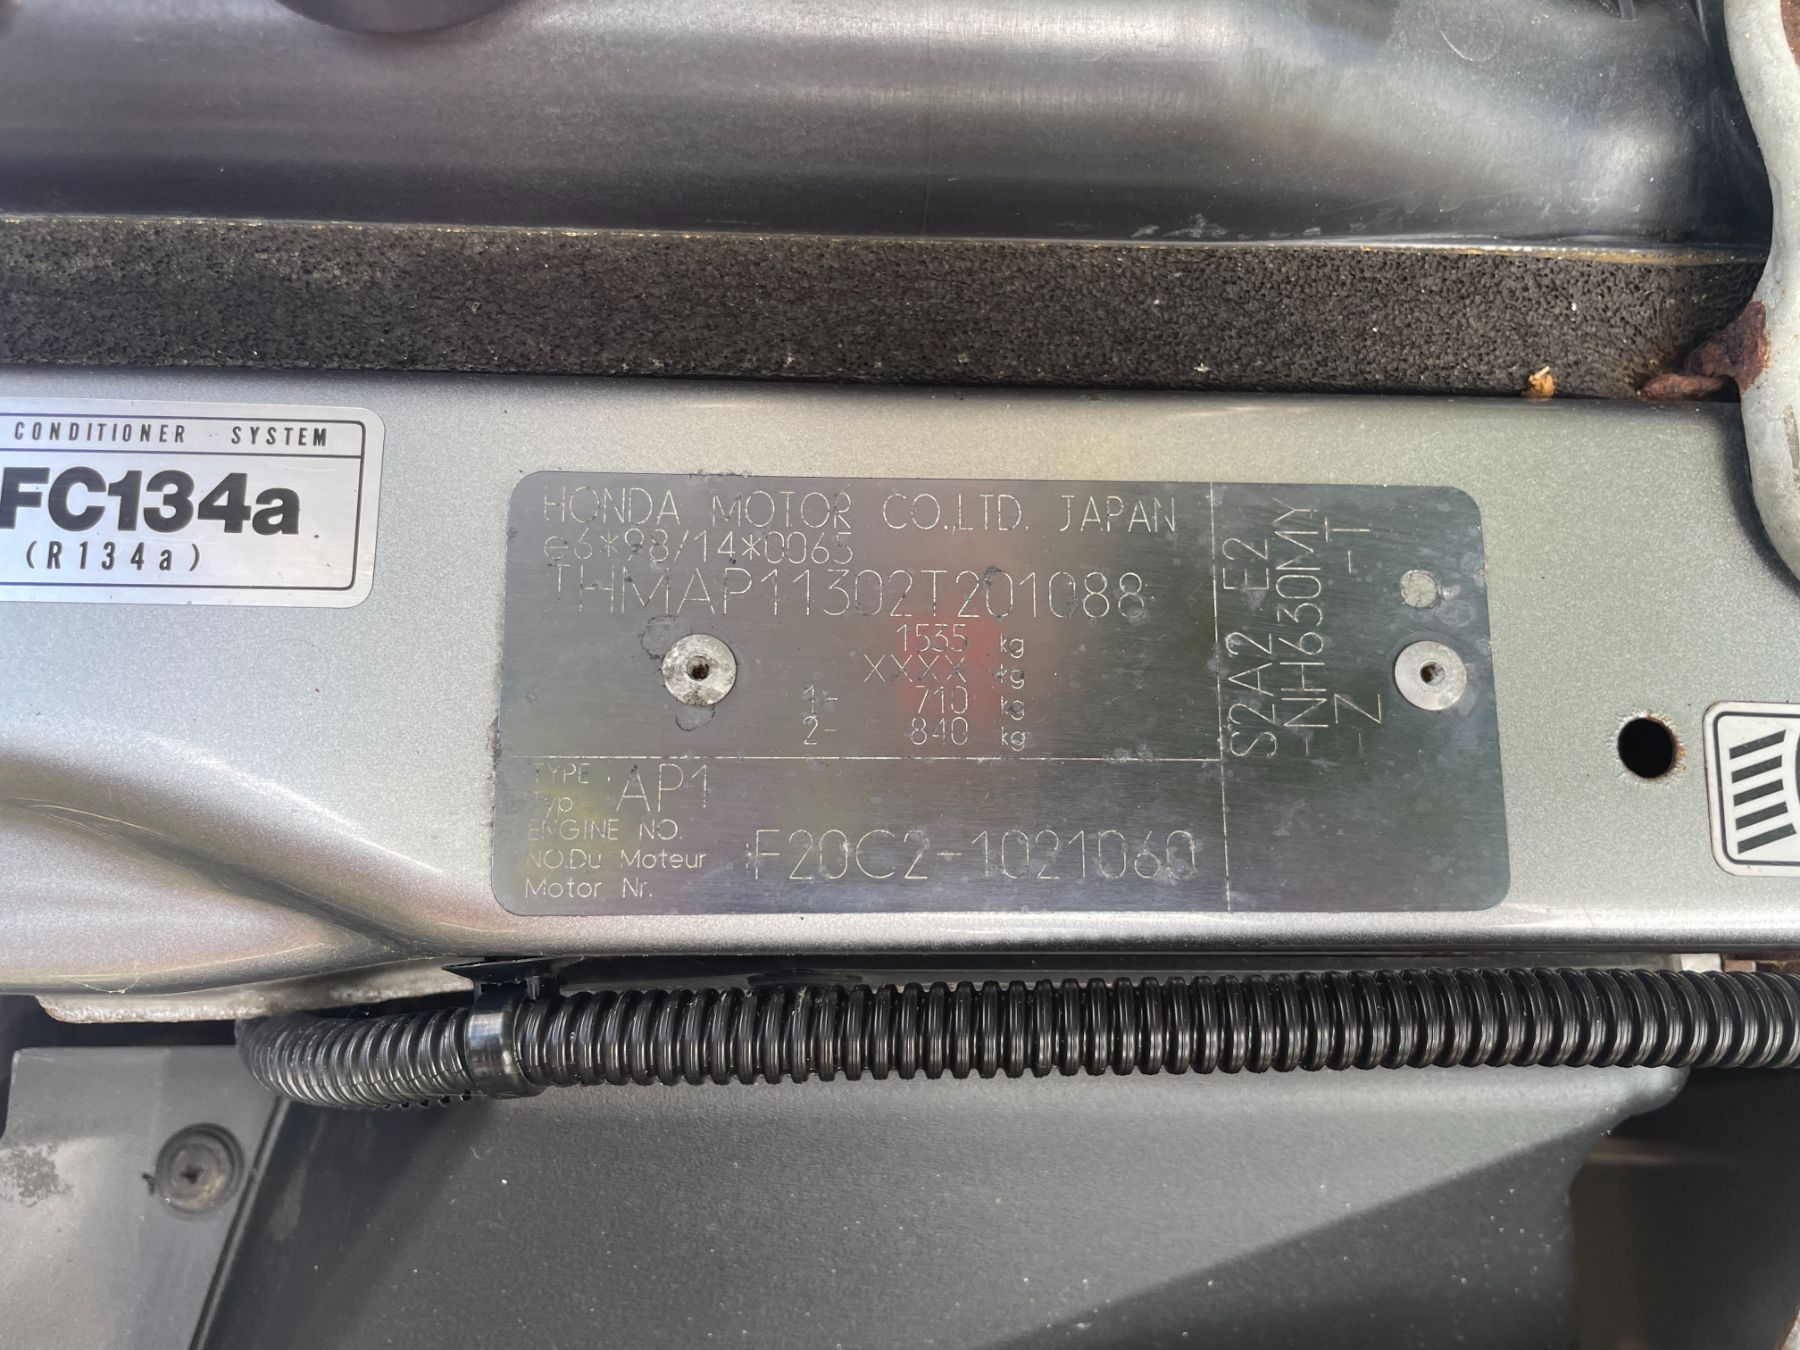 CONDITIONER SYSTEM
FC134a
(R134a)
HONDA MOTOR CO.,LTD. JAPAN
e6*98/14*0065
JHMAP11302T201088
1535 kg
XXXX kg
1- 710 kg
2- 840 kg
TYPE
Typ AP1
ENGINE NO.
NO.Du Moteur F20C2-1021060
Motor Nr.
S2A2 E2
-NH630MY
-Z -T